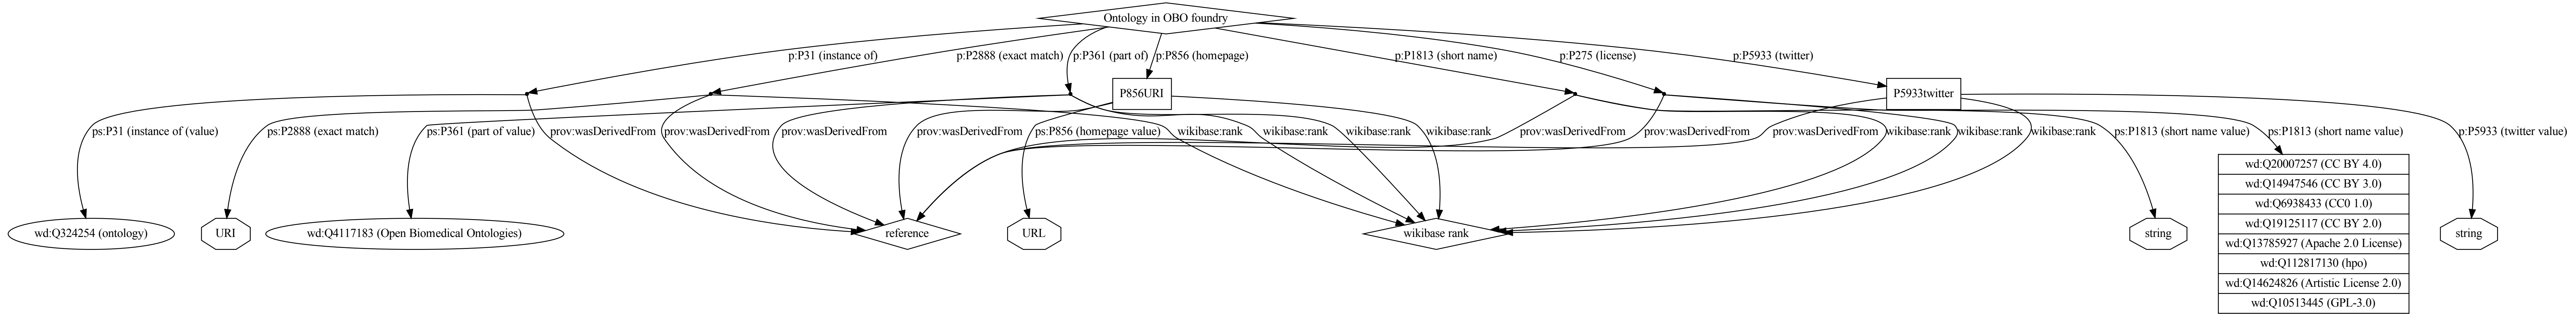 Ontology in OBO foundry
p:P31 (instance of)
p:P2888 (exact match)
p:P361 (part of)
p:P856 (homepage)
p:P1813 (short name)
p:P275 (license)
p:P5933 (twitter)
P856URI
P5933twitter
ps:P31 (instance of (value)
ps:P2888 (exact match)
ps:P361 (part of value)
prov:wasDerivedFrom
prov:wasDerivedFrom
prov:wasDerivedFrom
prov:wasDerivedFrom
ps:P856 (homepage value)
wikibase:rank
wikibase:rank
wikibase:rank
wikibase:rank
prov:wasDerivedFrom
prov:wasDerivedFrom
prov:wasDerivedFrom
wikibase:rank
wikibase:rank
wikibase:rank
ps:P1813 (short name value)
ps:P1813 (short name value)
p:P5933 (twitter value)
wd:Q324254 (ontology)
URI
wd:Q4117183 (Open Biomedical Ontologies)
reference
URL
wikibase rank
string
wd:Q20007257 (CC BY 4.0)
wd:Q14947546 (CC BY 3.0)
wd:Q6938433 (CC0 1.0)
wd:Q19125117 (CC BY 2.0)
wd:Q13785927 (Apache 2.0 License)
wd:Q112817130 (hpo)
wd:Q14624826 (Artistic License 2.0)
wd:Q10513445 (GPL-3.0)
string